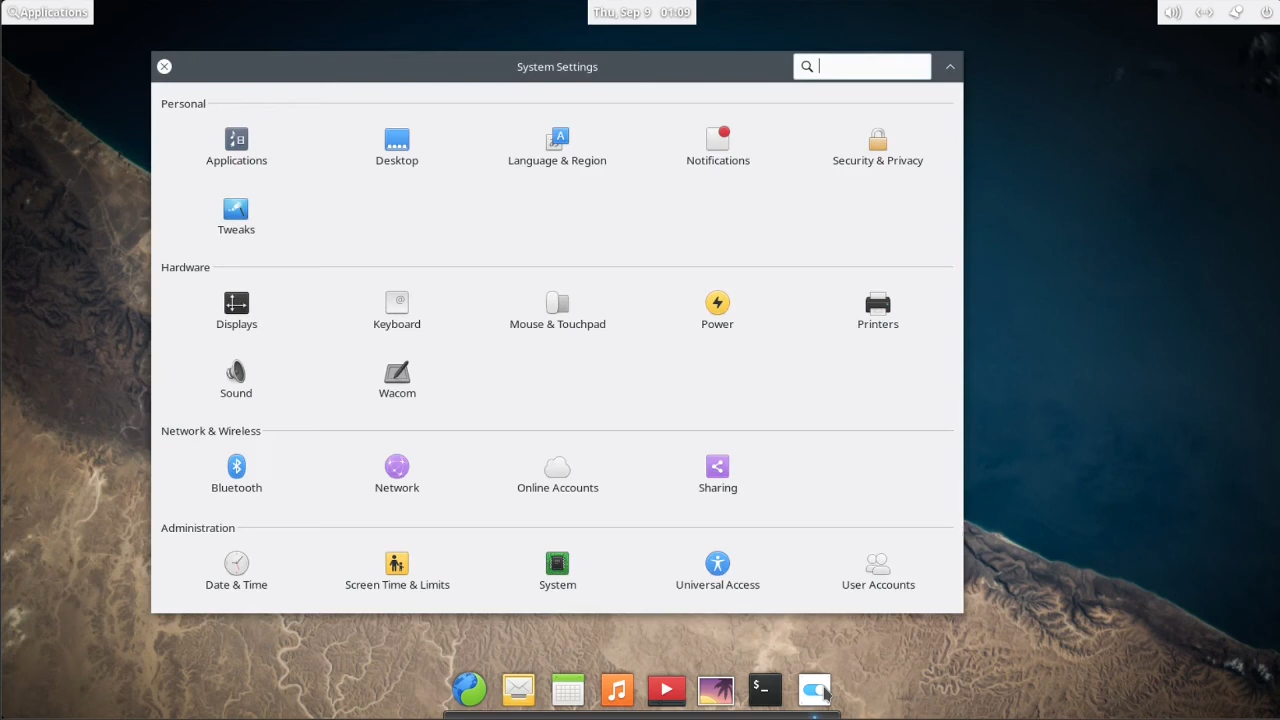 Applications
Thu, Sep 9 01:09
System Settings
Personal
Applications
Desktop
Language & Region
Notifications
Security & Privacy
Tweaks
Hardware
Displays
Keyboard
Mouse & Touchpad
Power
Printers
Sound
Wacom
Network & Wireless
Bluetooth
Network
Online Accounts
Sharing
Administration
Date & Time
Screen Time & Limits
System
Universal Access
User Accounts